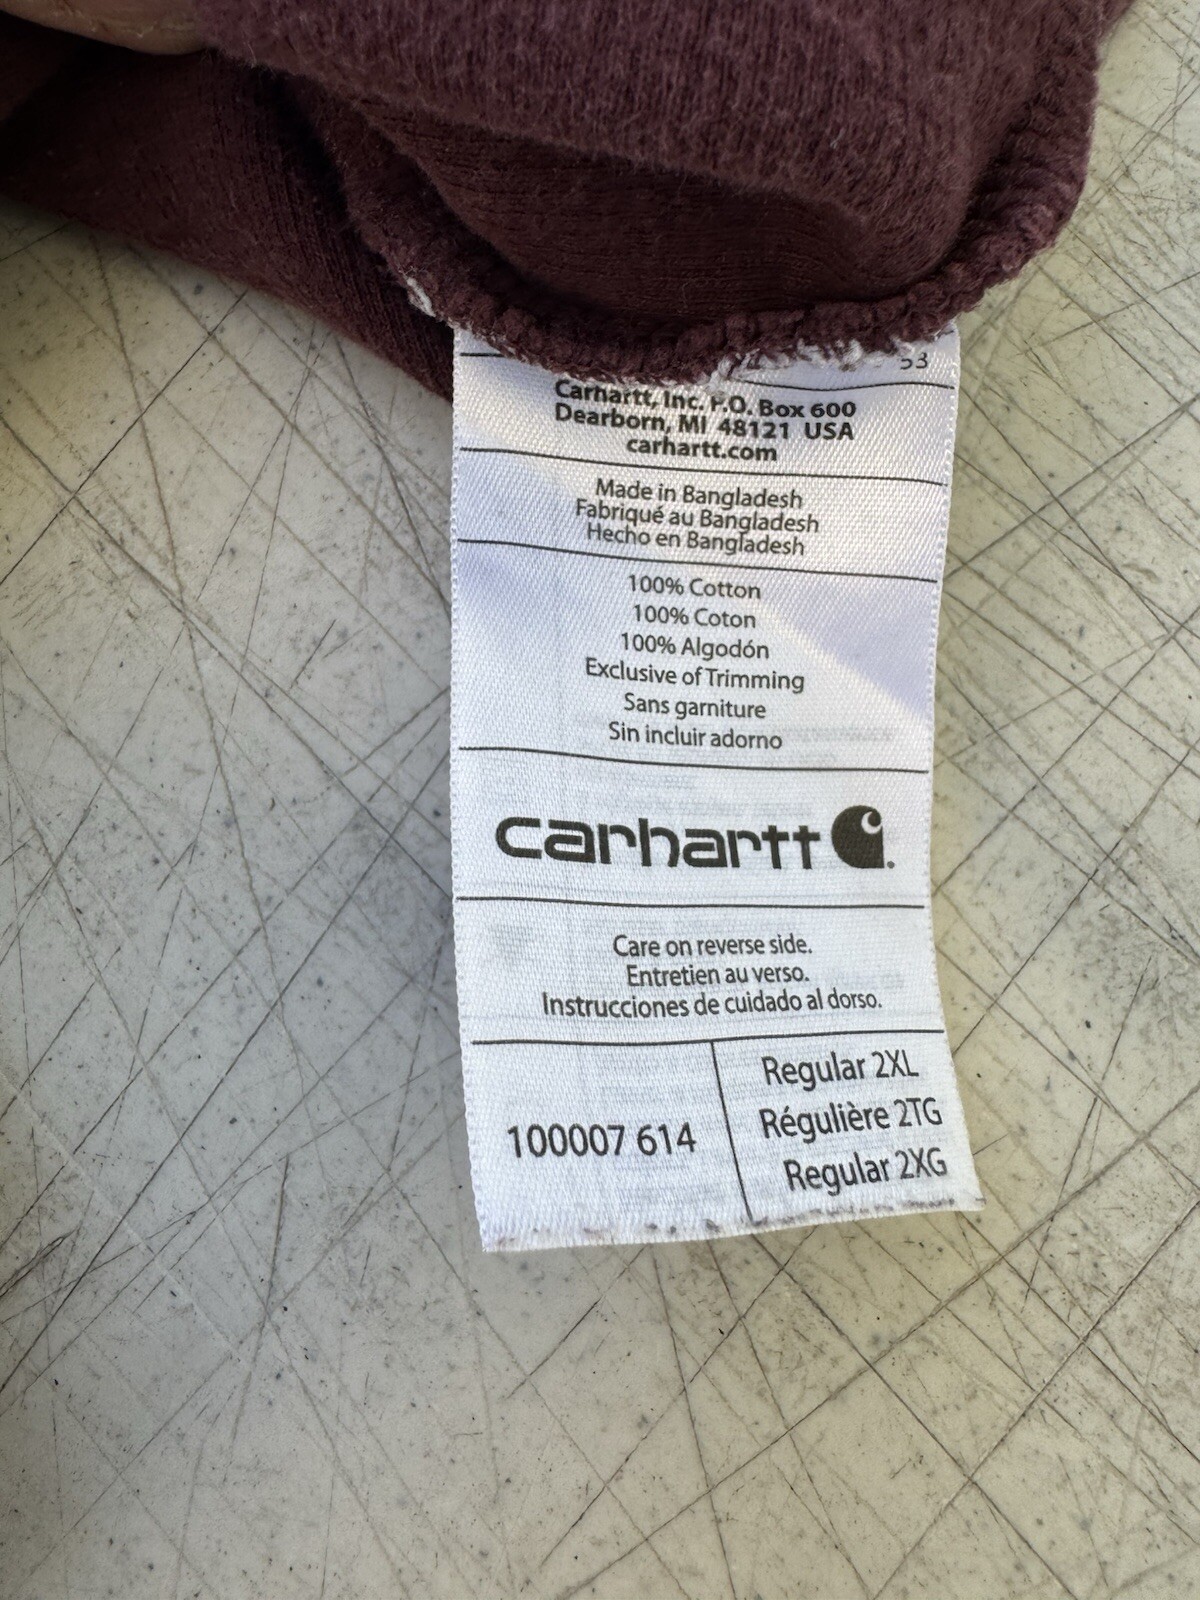 53
Carhartt, Inc. P.O. Box 600
Dearborn, MI 48121 USA
carhartt.com
Made in Bangladesh
Fabriqué au Bangladesh
Hecho en Bangladesh
100% Cotton
100% Coton
100% Algodón
Exclusive of Trimming
Sans garniture
Sin incluir adorno
carhartt
Care on reverse side.
Entretien au verso.
Instrucciones de cuidado al dorso.
100007 614
Regular 2XL
Régulière 2TG
Regular 2XG